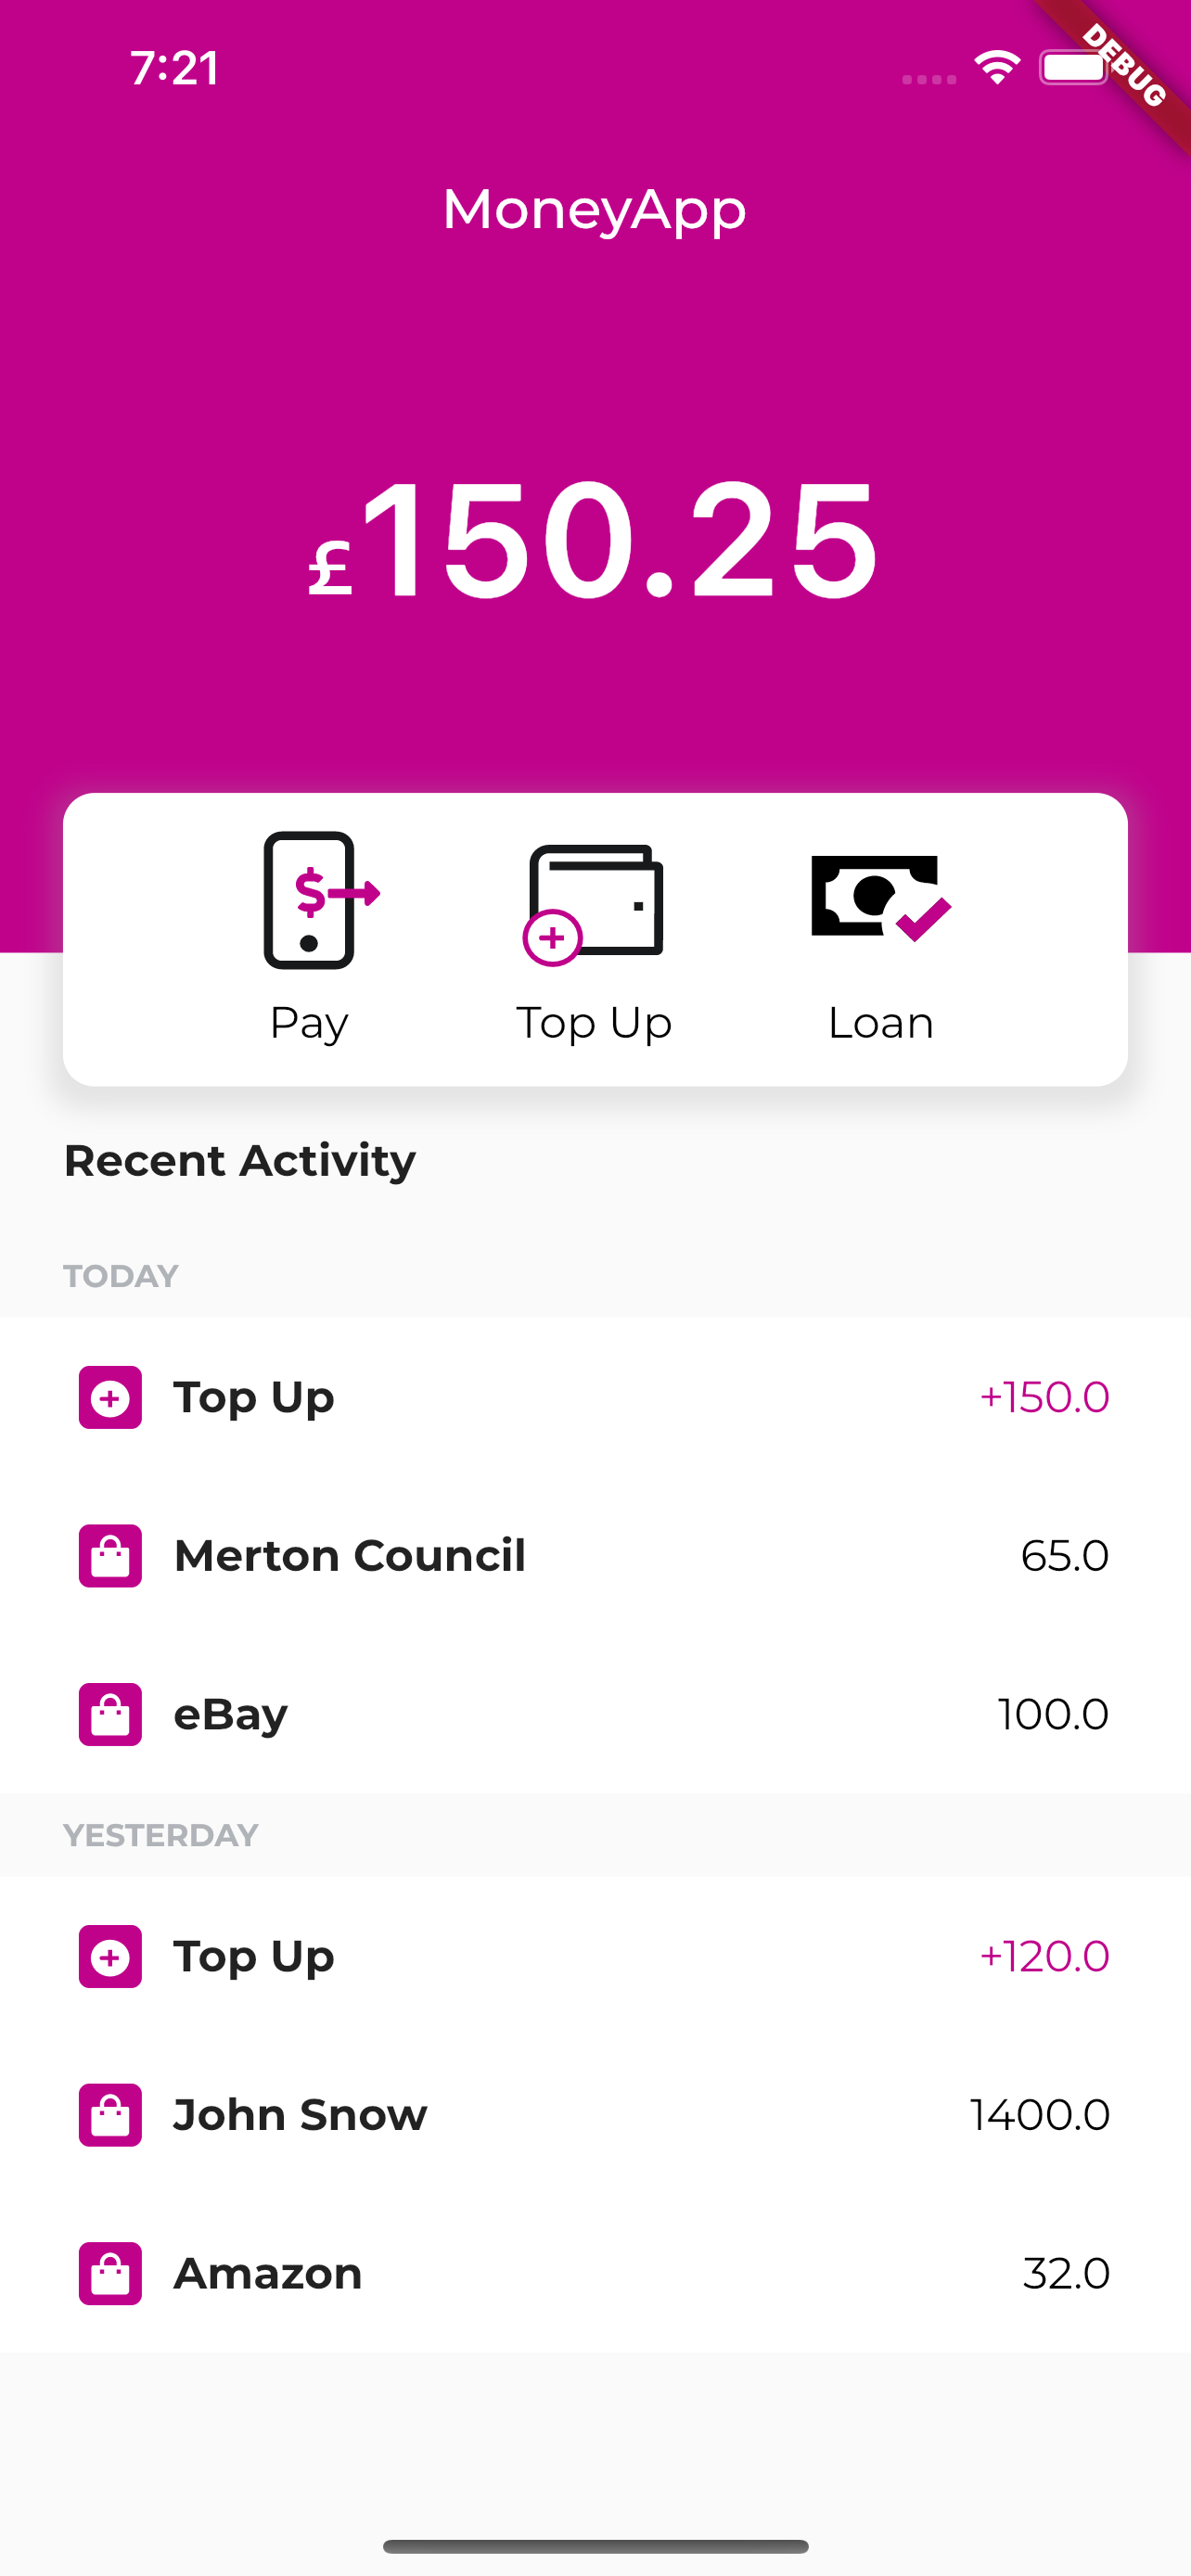 7:21
DEBUG
MoneyApp
£150.25
Pay Top Up Loan
Recent Activity
TODAY
Top Up +150.0
Merton Council 65.0
eBay 100.0
YESTERDAY
Top Up +120.0
John Snow 1400.0
Amazon 32.0